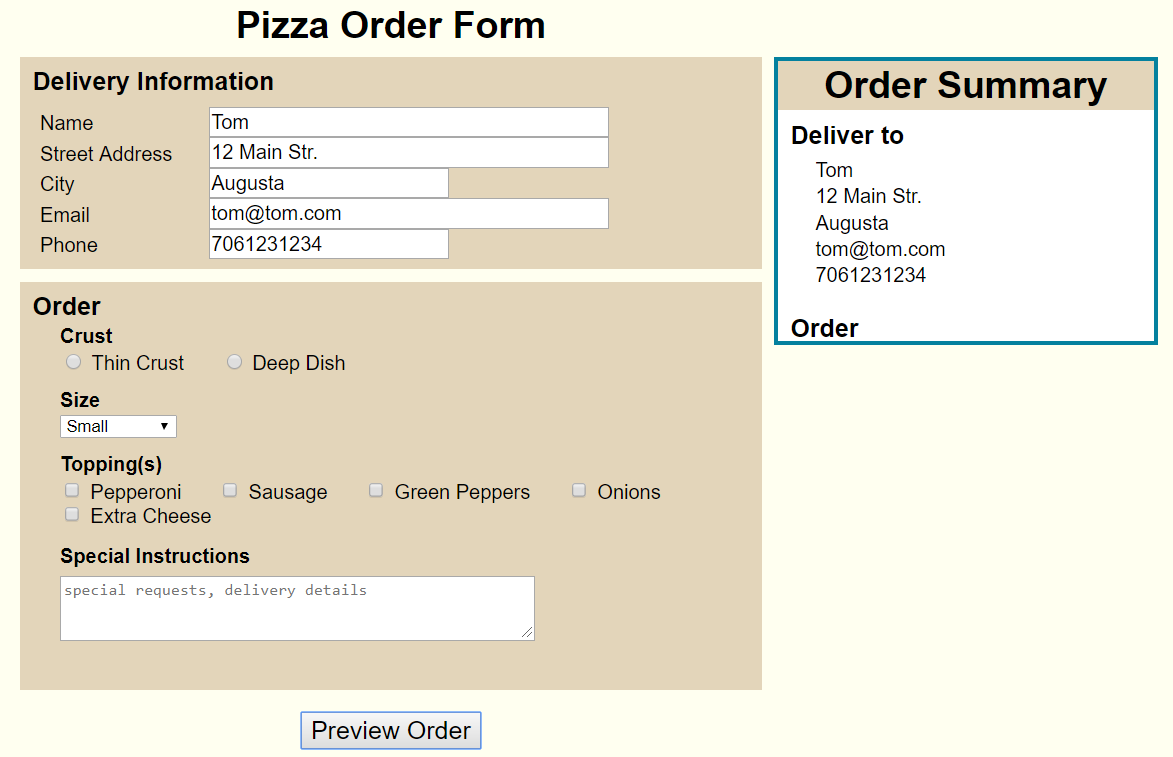 Pizza Order Form
Delivery Information
Name Tom
Street Address 12 Main Str.
City Augusta
Email tom@tom.com
Phone 7061231234
Order
Crust
Thin Crust Deep Dish
Size
Small
Topping(s)
Pepperoni Sausage Green Peppers Onions
Extra Cheese
Special Instructions
special requests, delivery details
Preview Order
Order Summary
Deliver to
Tom
12 Main Str.
Augusta
tom@tom.com
7061231234
Order